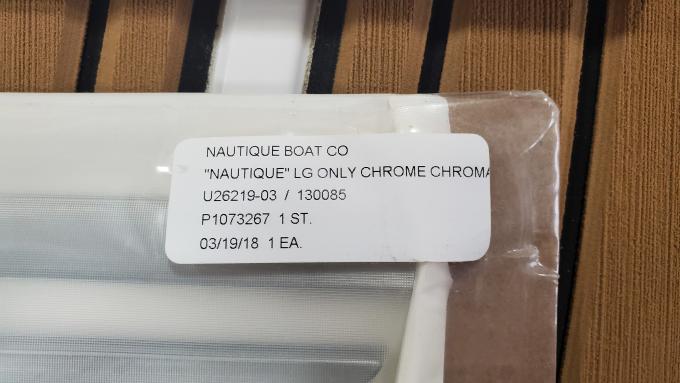 NAUTIQUE BOAT CO
"NAUTIQUE" LG ONLY CHROME CHROMA
U26219-03 / 130085
P1073267 1 ST.
03/19/18 1 EA.